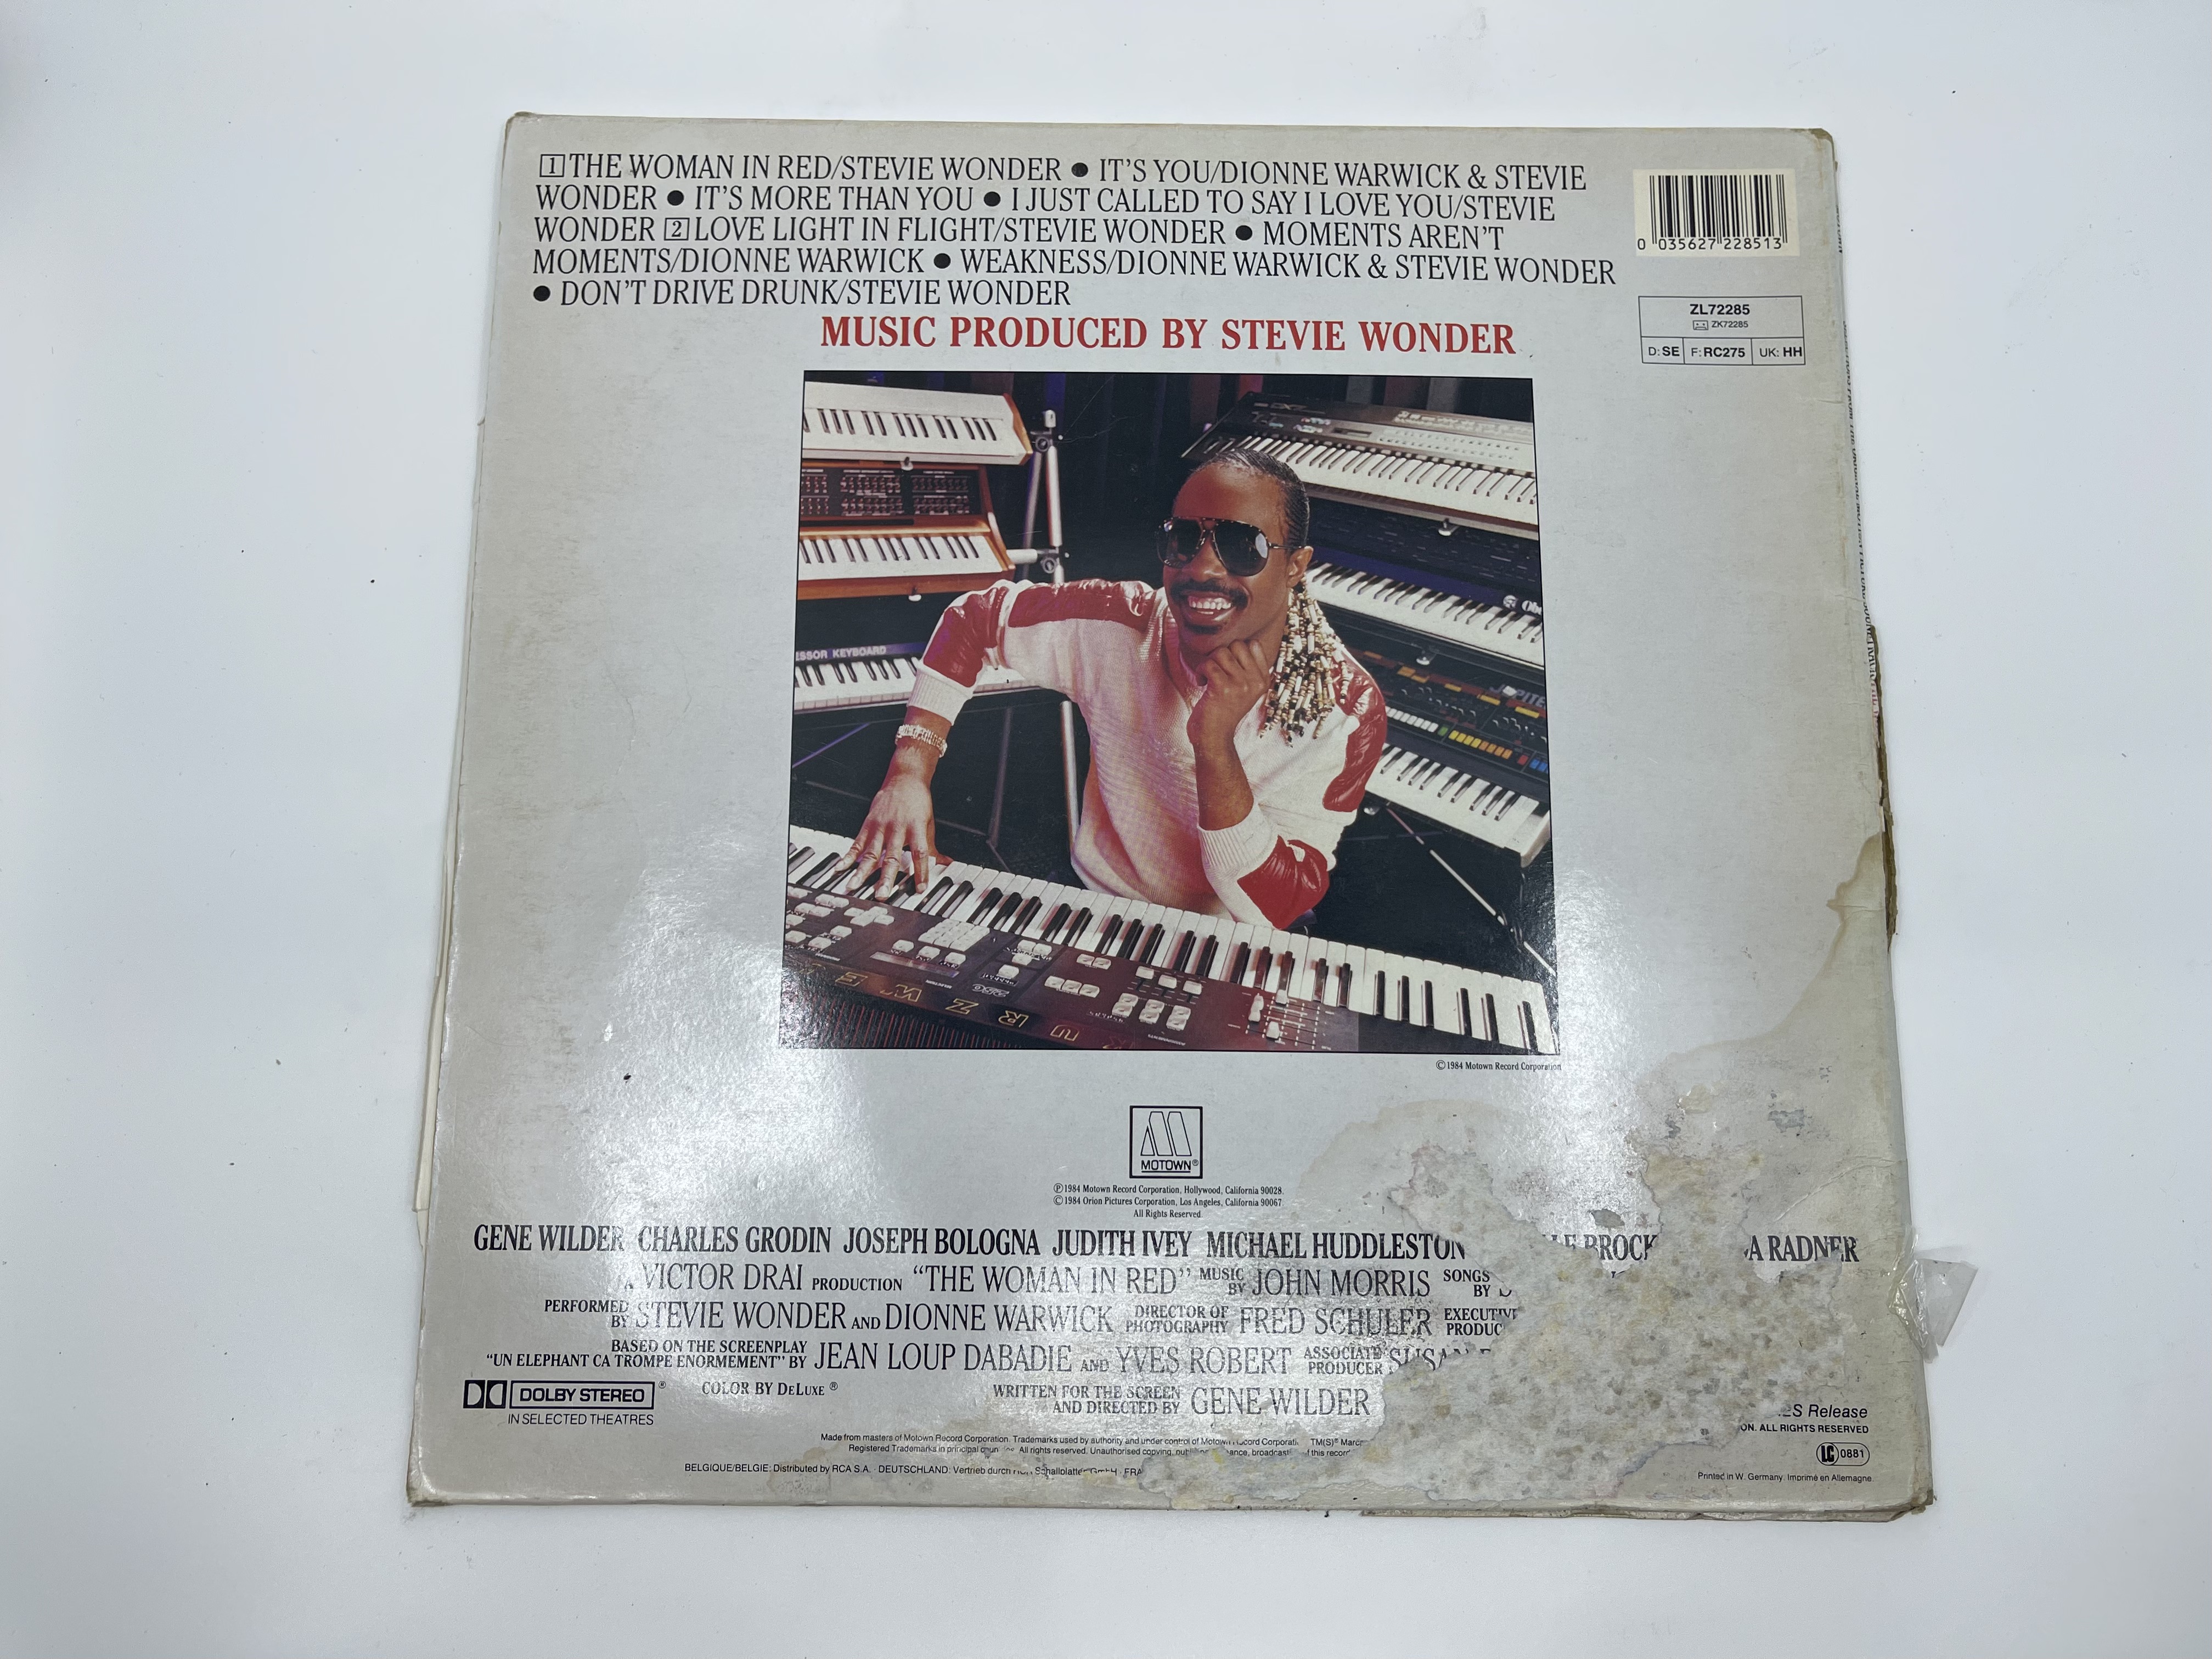 1 THE WOMAN IN RED/STEVIE WONDER ● IT'S YOU/DIONNE WARWICK & STEVIE
WONDER ● IT'S MORE THAN YOU ● I JUST CALLED TO SAY I LOVE YOU/STEVIE
WONDER 2 LOVE LIGHT IN FLIGHT/STEVIE WONDER ● MOMENTS AREN'T
MOMENTS/DIONNE WARWICK ● WEAKNESS/DIONNE WARWICK & STEVIE WONDER
● DON'T DRIVE DRUNK/STEVIE WONDER
0 035627 228513
ZL72285
ZK72285
D: SE F: RC275 UK: HH
MUSIC PRODUCED BY STEVIE WONDER
ESSOR KEYBOARD
© 1984 Motown Record Corporation
MOTOWN®
℗ 1984 Motown Record Corporation, Hollywood, California 90028.
© 1984 Orion Pictures Corporation, Los Angeles, California 90067.
All Rights Reserved
GENE WILDER CHARLES GRODIN JOSEPH BOLOGNA JUDITH IVEY MICHAEL HUDDLESTON BROCK RADNER
VICTOR DRAI PRODUCTION "THE WOMAN IN RED" MUSIC BY JOHN MORRIS SONGS BY
PERFORMED BY STEVIE WONDER AND DIONNE WARWICK DIRECTOR OF PHOTOGRAPHY FRED SCHULER EXECUTIVE
BASED ON THE SCREENPLAY "UN ELEPHANT CA TROMPE ENORMEMENT" BY JEAN LOUP DABADIE AND YVES ROBERT ASSOCIATE PRODUCER SUSAN
DOLBY STEREO ® COLOR BY DELUXE ® WRITTEN FOR THE SCREEN AND DIRECTED BY GENE WILDER
IN SELECTED THEATRES
Release
ALL RIGHTS RESERVED
Made from masters of Motown Record Corporation. Trademarks used by authority and under control of Motown Record
Registered Trademarks in principal All rights reserved. Unauthorised copying,
LC 0881
BELGIQUE/BELGIE: Distributed by RCA S.A. · DEUTSCHLAND: Vertrieb durch Schallplatten
Printed in W. Germany. Imprimé en Allemagne.